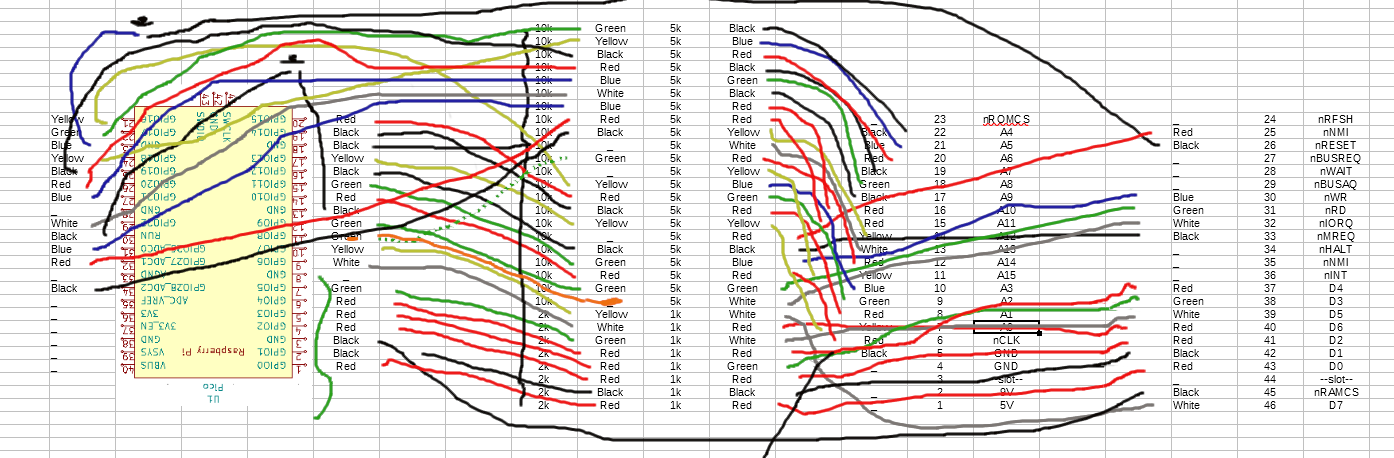 10k Green 5k Black
10k Yellow 5k Blue
10k Black 5k Red
10k Red 5k Black
10k Blue 5k Green
10k White 5k Black
10k Blue 5k Red
Yellow GPIO15 Red 10k Red 5k Red _ 23 nROMCS _ 24 nRFSH
Green GPIO14 Black 10k Black 5k Yellow Black 22 A4 Red 25 nMI
Blue GND _ 10k _ 5k White Blue 21 A5 Black 26 nRESET
Yellow GPIO18 GPIO13 Yellow 10k Green 5k Red Red 20 A6 _ 27 nBUSREQ
Black GPIO19 GPIO12 Black 10k _ 5k Red Black 19 A7 _ 28 nWAIT
Red GPIO20 GPIO11 Green 10k Yellow 5k Blue Green 18 A8 _ 29 nBUSAQ
Blue GPIO21 GPIO10 Red 10k Blue 5k Green Black 17 A9 Blue 30 nWR
_ GND GND Black 10k Black 5k Red Red 16 A10 Green 31 nRD
White GPIO22 GPIO9 Green 10k Yellow 5k Yellow Red 15 A11 White 32 IORQ
Black RUN Green 10k _ 5k Red Black 14 A12 Black 33 nMREQ
Blue GPIO26_ADC0 Yellow 10k Black 5k Green White 13 A13 _ 34 nHALT
Red GPIO27_ADC1 GPIO6 White 10k Green 5k Blue Red 12 A14 _ 35 nMI
_ AGND GND _ 10k Red 5k Red Yellow 11 A15 _ 36 nINT
Black GPIO28_ADC2 GPIO5 Green 10k Green 5k Black Blue 10 A3 Red 37 D4
_ ADC_VREF GPIO4 Red 10k _ 5k White Green 9 A2 Green 38 D3
_ 3V3 GPIO3 Red 2k Yellow 1k Yellow Red 8 A1 White 39 D5
_ 3V3_EN GPIO2 Red 2k White 1k Red Yellow 7 Red 40 D6
_ GND GND Black 2k Green 1k White Red 6 nCLK Red 41 D2
_ VSYS GPIO1 Black 2k Red 1k Red Black 5 GND Black 42 D1
_ VBUS GPIO0 Red 2k Red 1k Green _ 4 GND Red 43 D0
2k Red 1k Red _ 3 --slot-- _ 44 --slot--
2k Black 1k Black _ 2 9V Black 45 nRAMCS
2k Red 1k Red _ 1 5V White 46 D7
Raspberry Pi
Pico
U1
SWCLK
GND
SWDIO